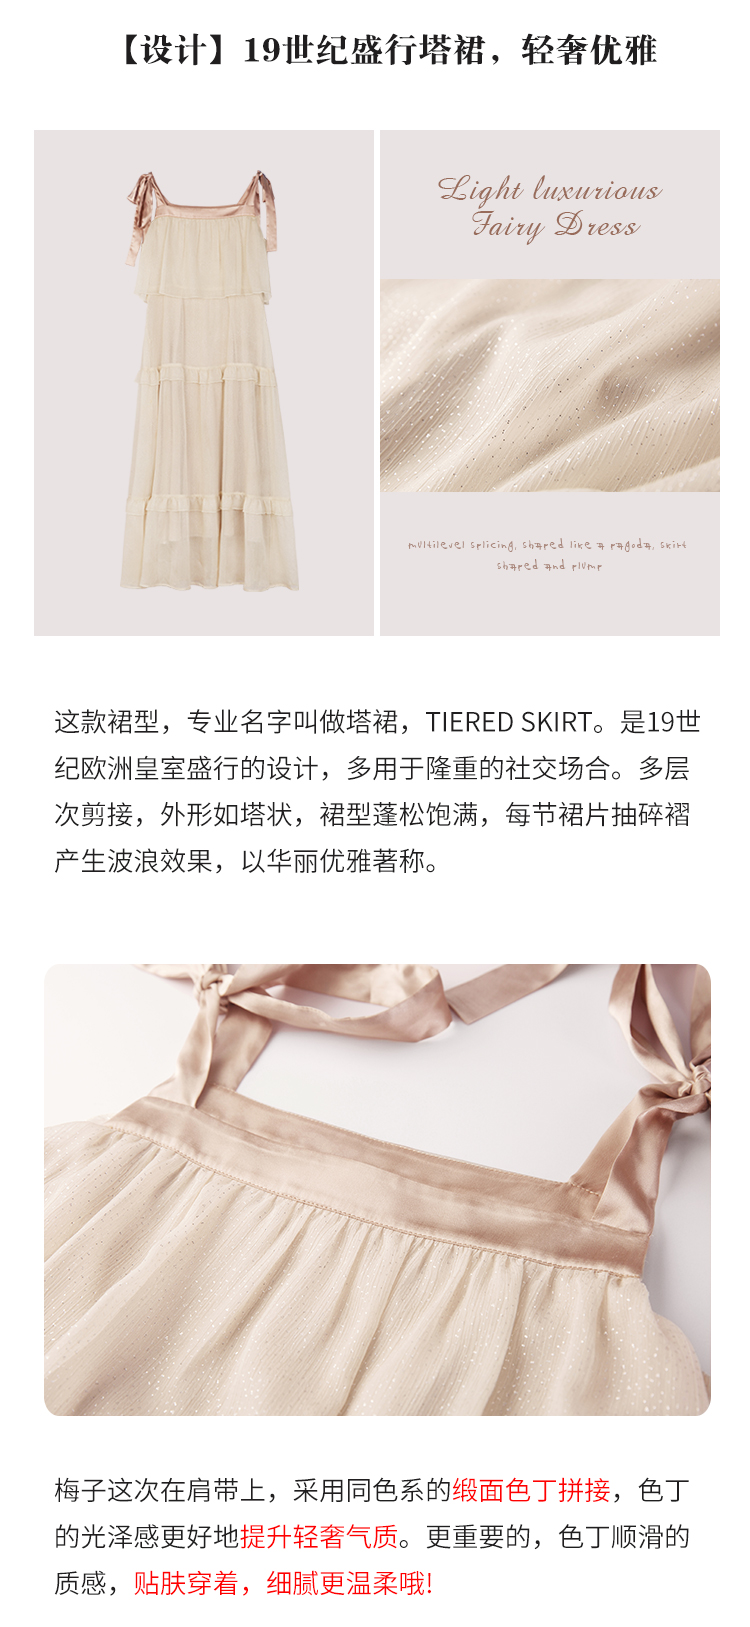 【设计】19世纪盛行塔裙，轻奢优雅
Light luxurious
Fairy Dress
multilevel splicing, shaped like a pagoda, skirt
shaped and plump
这款裙型，专业名字叫做塔裙，TIERED SKIRT。是19世
纪欧洲皇室盛行的设计，多用于隆重的社交场合。多层
次剪接，外形如塔状，裙型蓬松饱满，每节裙片抽碎褶
产生波浪效果，以华丽优雅著称。
梅子这次在肩带上，采用同色系的缎面色丁拼接，色丁
的光泽感更好地提升轻奢气质。更重要的，色丁顺滑的
质感，贴肤穿着，细腻更温柔哦!